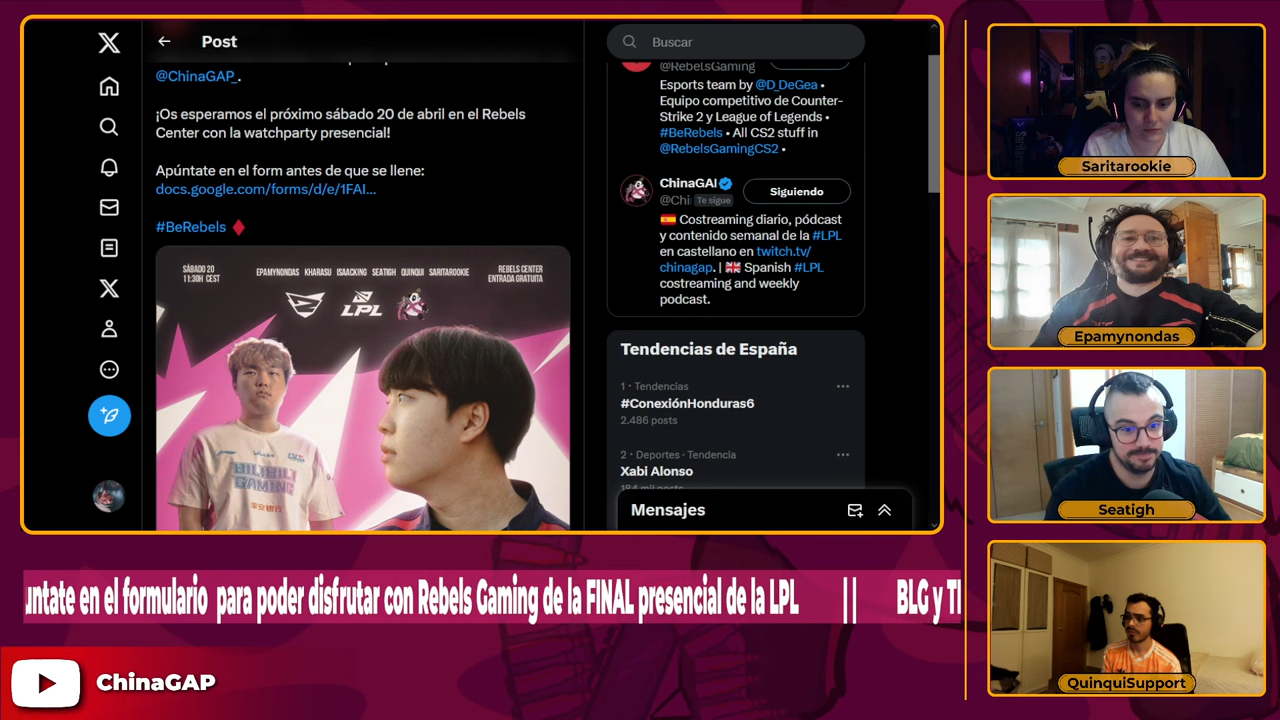 Post
@ChinaGAP_.
¡Os esperamos el próximo sábado 20 de abril en el Rebels
Center con la watchparty presencial!
Apúntate en el form antes de que se llene:
docs.google.com/forms/d/e/1FAI...
#BeRebels
SÁBADO 20
11:30H CEST
EPAMYNONDAS KHARASU ISAACKING SEATIGH QUINQUI SARITAROOKIE
REBELS CENTER
ENTRADA GRATUITA
LPL
BILIBILI
GAMING
Buscar
@RebelsGaming
Esports team by @D_DeGea •
Equipo competitivo de Counter-
Strike 2 y League of Legends •
#BeRebels • All CS2 stuff in
@RebelsGamingCS2 •
ChinaGAI
@Chi Te sigue
Siguiendo
Costreaming diario, pódcast
y contenido semanal de la #LPL
en castellano en twitch.tv/
chinagap. | Spanish #LPL
costreaming and weekly
podcast.
Tendencias de España
1 · Tendencias
#ConexiónHonduras6
2.486 posts
2 · Deportes · Tendencia
Xabi Alonso
184 mil posts
Mensajes
Saritarookie
Epamynondas
Seatigh
QuinquiSupport
úntate en el formulario para poder disfrutar con Rebels Gaming de la FINAL presencial de la LPL || BLG y T
ChinaGAP